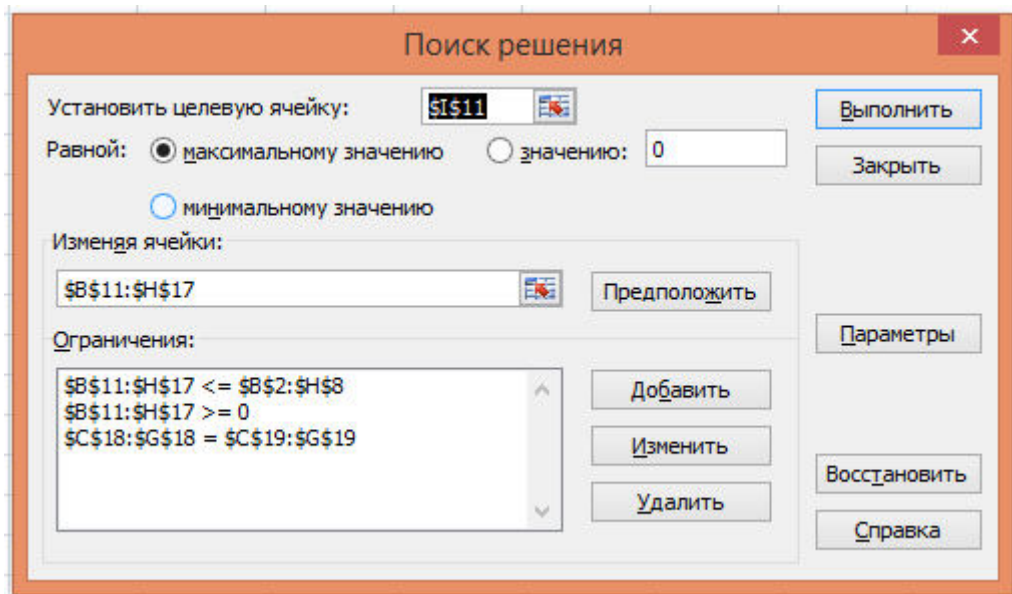 Поиск решения
Установить целевую ячейку: $I$11
Выполнить
Равной: максимальному значению значению: 0
Закрыть
минимальному значению
Изменяя ячейки:
$B$11:$H$17
Предположить
Ограничения:
Параметры
$B$11:$H$17 <= $B$2:$H$8
$B$11:$H$17 >= 0
$C$18:$G$18 = $C$19:$G$19
Добавить
Изменить
Удалить
Восстановить
Справка